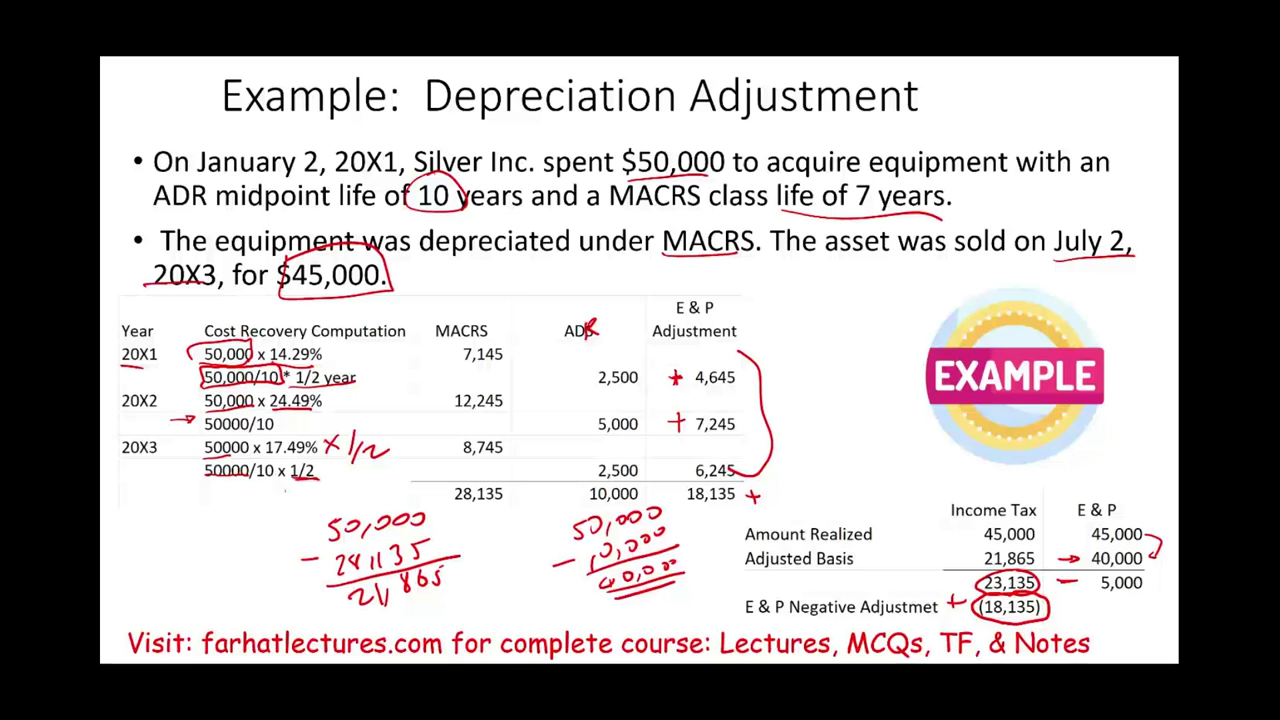 Example: Depreciation Adjustment
• On January 2, 20X1, Silver Inc. spent $50,000 to acquire equipment with an
ADR midpoint life of 10 years and a MACRS class life of 7 years.
• The equipment was depreciated under MACRS. The asset was sold on July 2,
20X3, for $45,000.
E & P
Year Cost Recovery Computation MACRS ADR Adjustment
20X1 50,000 x 14.29% 7,145
50,000/10 * 1/2 year 2,500 + 4,645
20X2 50,000 x 24.49% 12,245
50000/10 5,000 + 7,245
20X3 50000 x 17.49% x 1/2 8,745
50000/10 x 1/2 2,500 6,245
28,135 10,000 18,135 +
50,000
- 28,135
21,865
50,000
- 10,000
40,000
EXAMPLE
Income Tax E & P
Amount Realized 45,000 45,000
Adjusted Basis 21,865 40,000
23,135 - 5,000
E & P Negative Adjustmet + (18,135)
Visit: farhatlectures.com for complete course: Lectures, MCQs, TF, & Notes